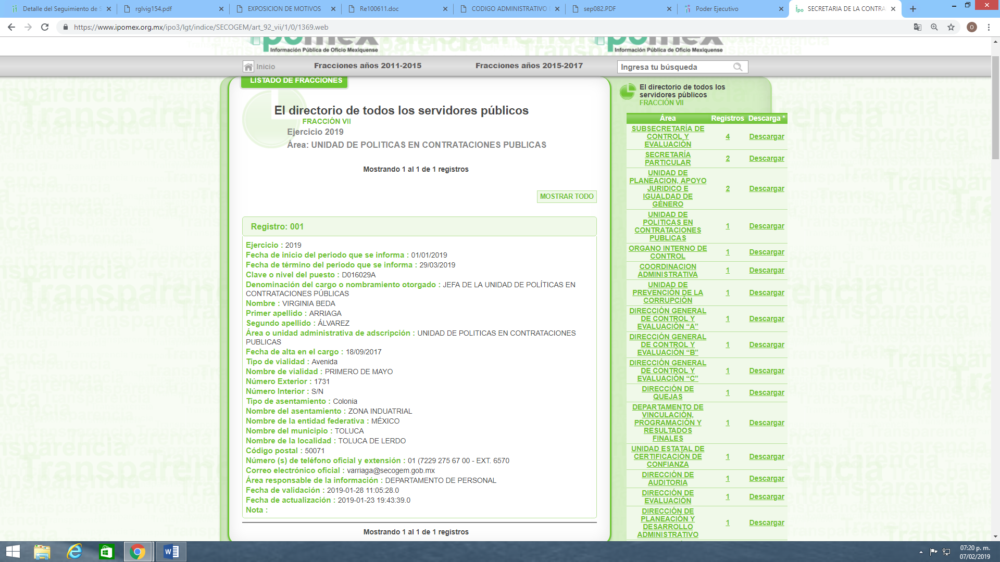 Detalle del Seguimiento de S
rglvig154.pdf
EXPOSICION DE MOTIVOS
Re100611.doc
CODIGO ADMINISTRATIVO
sep082.PDF
Poder Ejecutivo
SECRETARIA DE LA CONTRA
https://www.ipomex.org.mx/ipo3/lgt/indice/SECOGEM/art_92_vii/1/0/1369.web
O
ipomex
ipomex
Información Pública de Oficio Mexiquense
Información Pública de Oficio Mexiquense
Inicio
Fracciones años 2011-2015
Fracciones años 2015-2017
Ingresa tu búsqueda
LISTADO DE FRACCIONES
El directorio de todos los servidores públicos
FRACCIÓN VII
Ejercicio 2019
Área: UNIDAD DE POLITICAS EN CONTRATACIONES PUBLICAS
Mostrando 1 al 1 de 1 registros
MOSTRAR TODO
Registro: 001
Ejercicio : 2019
Fecha de inicio del periodo que se informa : 01/01/2019
Fecha de término del periodo que se informa : 29/03/2019
Clave o nivel del puesto : D016029A
Denominación del cargo o nombramiento otorgado : JEFA DE LA UNIDAD DE POLÍTICAS EN
CONTRATACIONES PÚBLICAS
Nombre : VIRGINIA BEDA
Primer apellido : ARRIAGA
Segundo apellido : ÁLVAREZ
Área o unidad administrativa de adscripción : UNIDAD DE POLITICAS EN CONTRATACIONES
PUBLICAS
Fecha de alta en el cargo : 18/09/2017
Tipo de vialidad : Avenida
Nombre de vialidad : PRIMERO DE MAYO
Número Exterior : 1731
Número Interior : S/N
Tipo de asentamiento : Colonia
Nombre del asentamiento : ZONA INDUATRIAL
Nombre de la entidad federativa : MÉXICO
Nombre del municipio : TOLUCA
Nombre de la localidad : TOLUCA DE LERDO
Código postal : 50071
Número (s) de teléfono oficial y extensión : 01 (7229 275 67 00 - EXT. 6570
Correo electrónico oficial : varriaga@secogem.gob.mx
Área responsable de la información : DEPARTAMENTO DE PERSONAL
Fecha de validación : 2019-01-28 11:05:28.0
Fecha de actualización : 2019-01-23 19:43:39.0
Nota :
Mostrando 1 al 1 de 1 registros
El directorio de todos los
servidores públicos
FRACCIÓN VII
Área Registros Descarga *
SUBSECRETARÍA DE
CONTROL Y
EVALUACIÓN
4 Descargar
SECRETARÍA
PARTICULAR
2 Descargar
UNIDAD DE
PLANEACION, APOYO
JURIDICO E
IGUALDAD DE
GÉNERO
2 Descargar
UNIDAD DE
POLITICAS EN
CONTRATACIONES
PUBLICAS
1 Descargar
ORGANO INTERNO DE
CONTROL
1 Descargar
COORDINACION
ADMINISTRATIVA
1 Descargar
UNIDAD DE
PREVENCIÓN DE LA
CORRUPCIÓN
1 Descargar
DIRECCIÓN GENERAL
DE CONTROL Y
EVALUACIÓN “A”
1 Descargar
DIRECCIÓN GENERAL
DE CONTROL Y
EVALUACIÓN “B”
1 Descargar
DIRECCIÓN GENERAL
DE CONTROL Y
EVALUACIÓN “C”
1 Descargar
DIRECCIÓN DE
QUEJAS
1 Descargar
DEPARTAMENTO DE
VINCULACIÓN,
PROGRAMACIÓN Y
RESULTADOS
FINALES
1 Descargar
UNIDAD ESTATAL DE
CERTIFICACIÓN DE
CONFIANZA
1 Descargar
DIRECCIÓN DE
AUDITORIA
1 Descargar
DIRECCIÓN DE
EVALUACIÓN
1 Descargar
DIRECCIÓN DE
PLANEACIÓN Y
DESARROLLO
ADMINISTRATIVO
1 Descargar
07:20 p. m.
07/02/2019